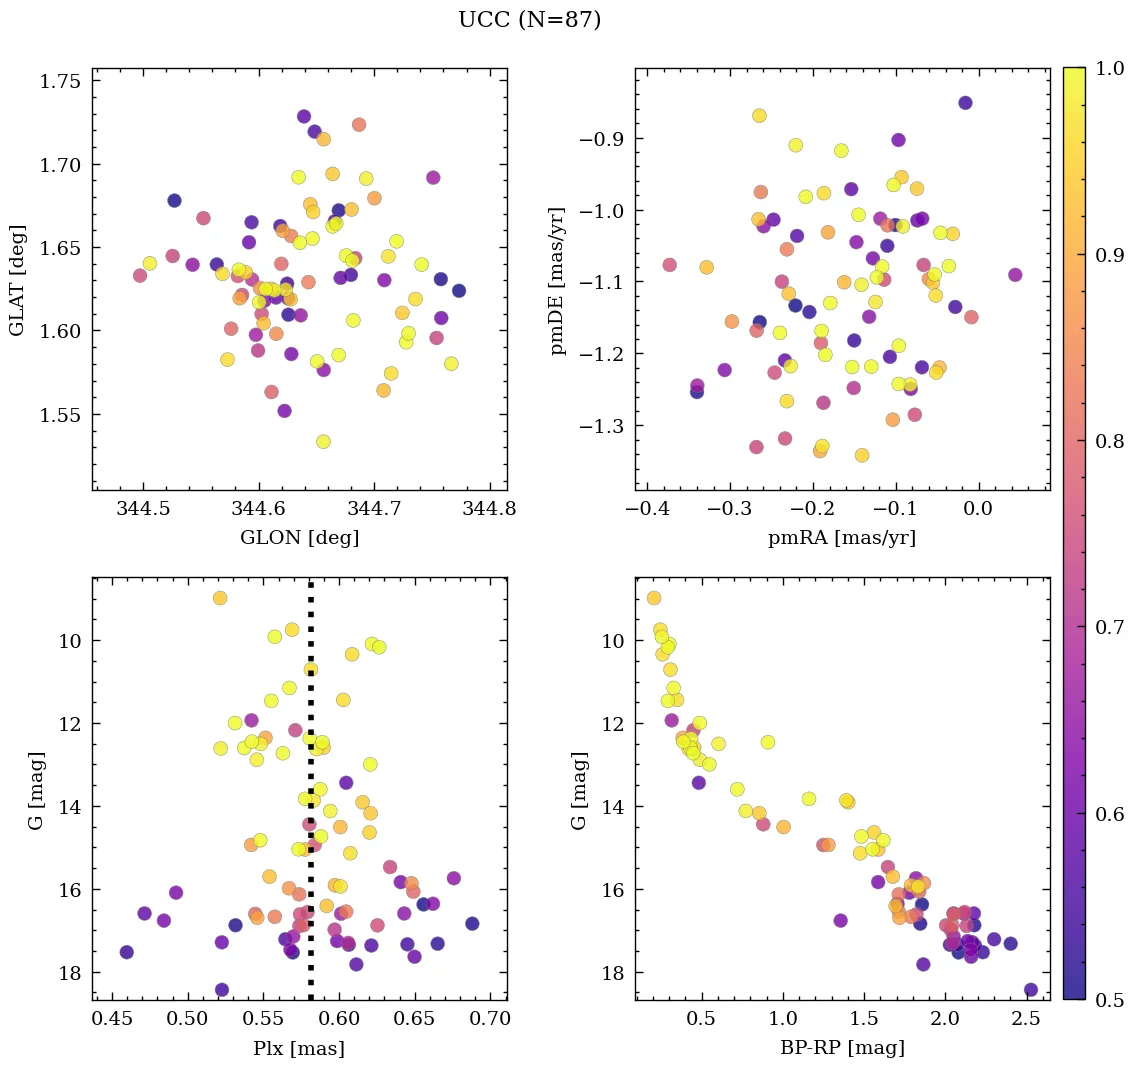 UCC (N=87)
1.75
1.70
1.65
1.60
1.55
GLAT [deg]
344.5 344.6 344.7 344.8
GLON [deg]
−0.9
−1.0
−1.1
−1.2
−1.3
pmDE [mas/yr]
−0.4 −0.3 −0.2 −0.1 0.0
pmRA [mas/yr]
10
12
14
16
18
G [mag]
0.45 0.50 0.55 0.60 0.65 0.70
Plx [mas]
10
12
14
16
18
G [mag]
0.5 1.0 1.5 2.0 2.5
BP-RP [mag]
1.0
0.9
0.8
0.7
0.6
0.5